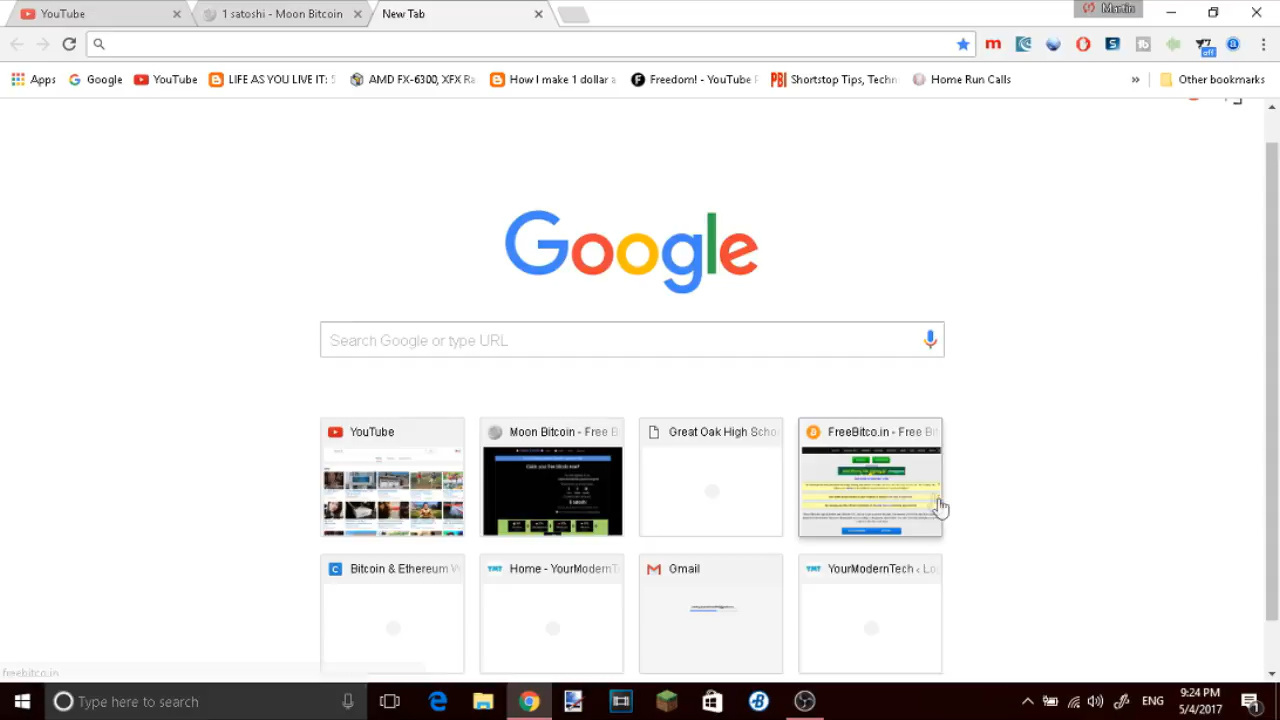 YouTube
1 satoshi - Moon Bitcoin
New Tab
Martin
off
Apps
Google
YouTube
LIFE AS YOU LIVE IT:
AMD FX-6300, XFX Ra
How I make 1 dollar a
Freedom! - YouTube
Shortstop Tips, Techn
Home Run Calls
»
Other bookmarks
Google
Search Google or type URL
YouTube
Moon Bitcoin - Free B
Great Oak High Scho
FreeBitco.in - Free Bit
Bitcoin & Ethereum W
Home - YourModernT
Gmail
YourModernTech ‹ Lo
freebitco.in
Type here to search
ENG
9:24 PM
5/4/2017